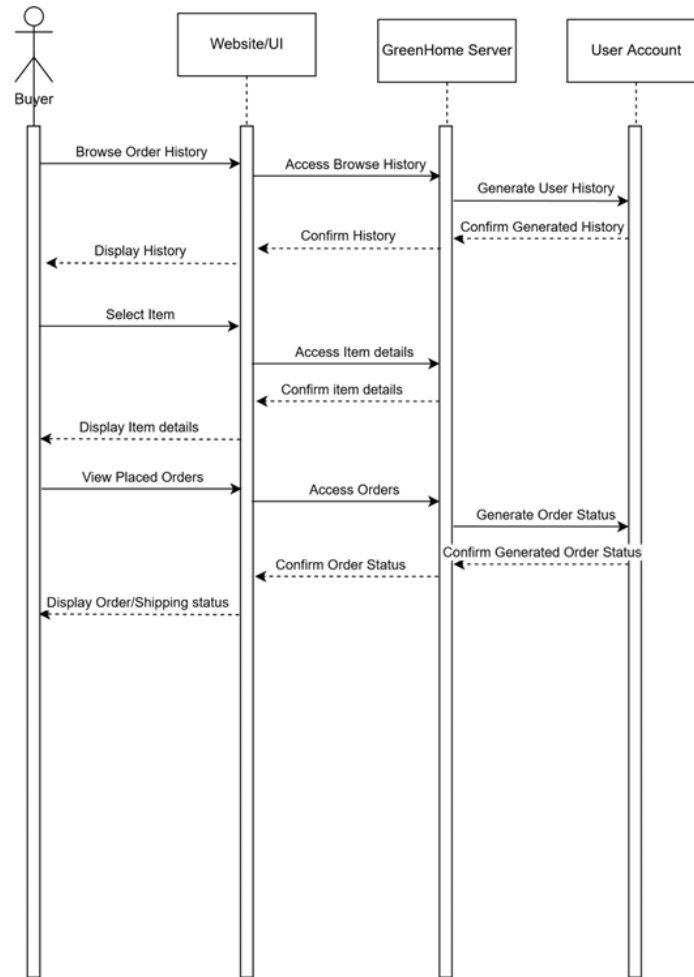 Website/UI
GreenHome Server
User Account
Buyer
Browse Order History
Access Browse History
Generate User History
Confirm Generated History
Confirm History
Display History
Select Item
Access Item details
Confirm item details
Display Item details
View Placed Orders
Access Orders
Generate Order Status
Confirm Generated Order Status
Confirm Order Status
Display Order/Shipping status